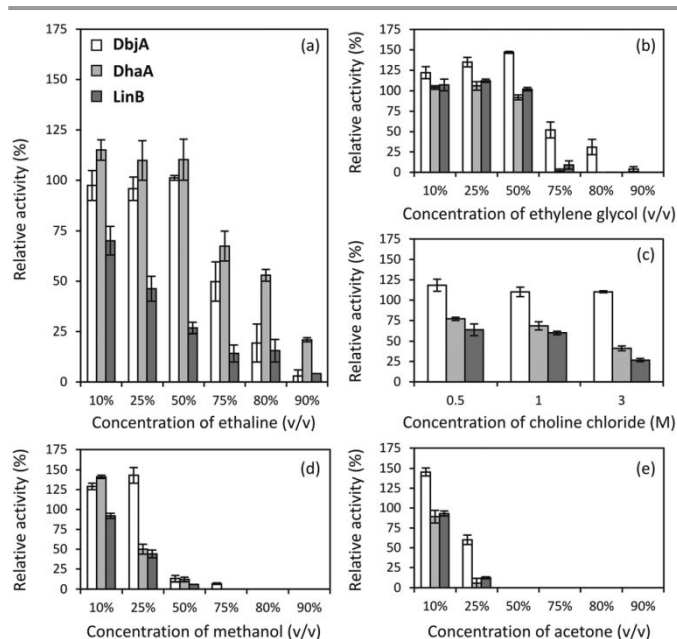 175
150
125
100
75
50
25
0
Relative activity (%)
DbjA
DhaA
LinB
(a)
10% 25% 50% 75% 80% 90%
Concentration of ethaline (v/v)
175
150
125
100
75
50
25
0
Relative activity (%)
(b)
10% 25% 50% 75% 80% 90%
Concentration of ethylene glycol (v/v)
175
150
125
100
75
50
25
0
Relative activity (%)
(c)
0.5 1 3
Concentration of choline chloride (M)
175
150
125
100
75
50
25
0
Relative activity (%)
(d)
10% 25% 50% 75% 80% 90%
Concentration of methanol (v/v)
175
150
125
100
75
50
25
0
Relative activity (%)
(e)
10% 25% 50% 75% 80% 90%
Concentration of acetone (v/v)